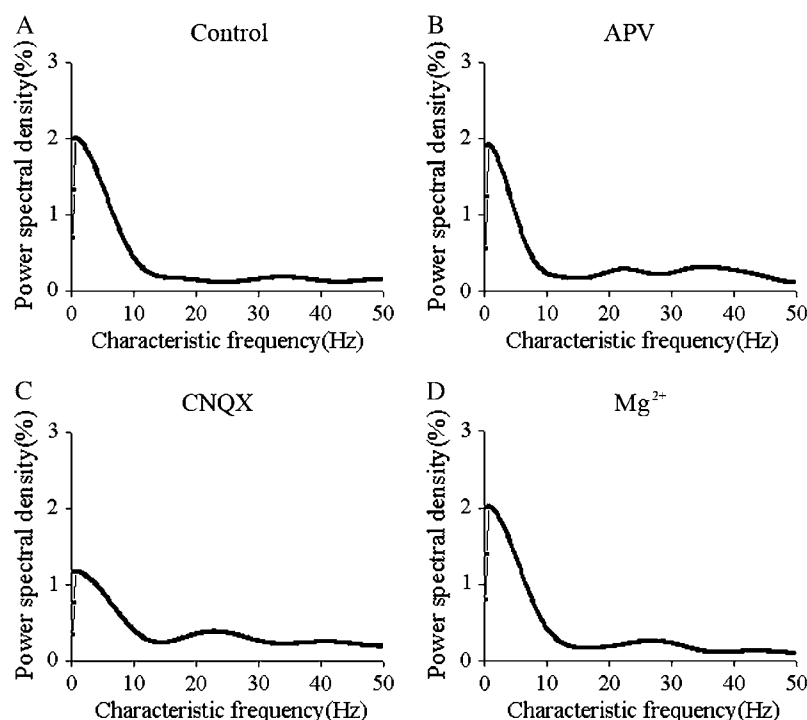 A
Control
Power spectral density(%)
3
2
1
0
0 10 20 30 40 50
Characteristic frequency(Hz)
B
APV
Power spectral density(%)
3
2
1
0
0 10 20 30 40 50
Characteristic frequency(Hz)
C
CNQX
Power spectral density(%)
3
2
1
0
0 10 20 30 40 50
Characteristic frequency(Hz)
D
Mg²⁺
Power spectral density(%)
3
2
1
0
0 10 20 30 40 50
Characteristic frequency(Hz)